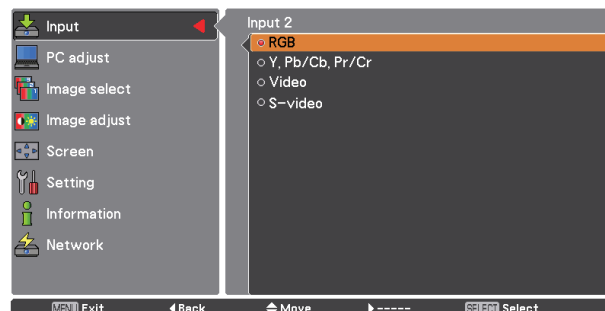 Input
PC adjust
Image select
Image adjust
Screen
Setting
Information
Network
Input 2
RGB
Y, Pb/Cb, Pr/Cr
Video
S-video
MENU Exit Back Move ----- SELECT Select